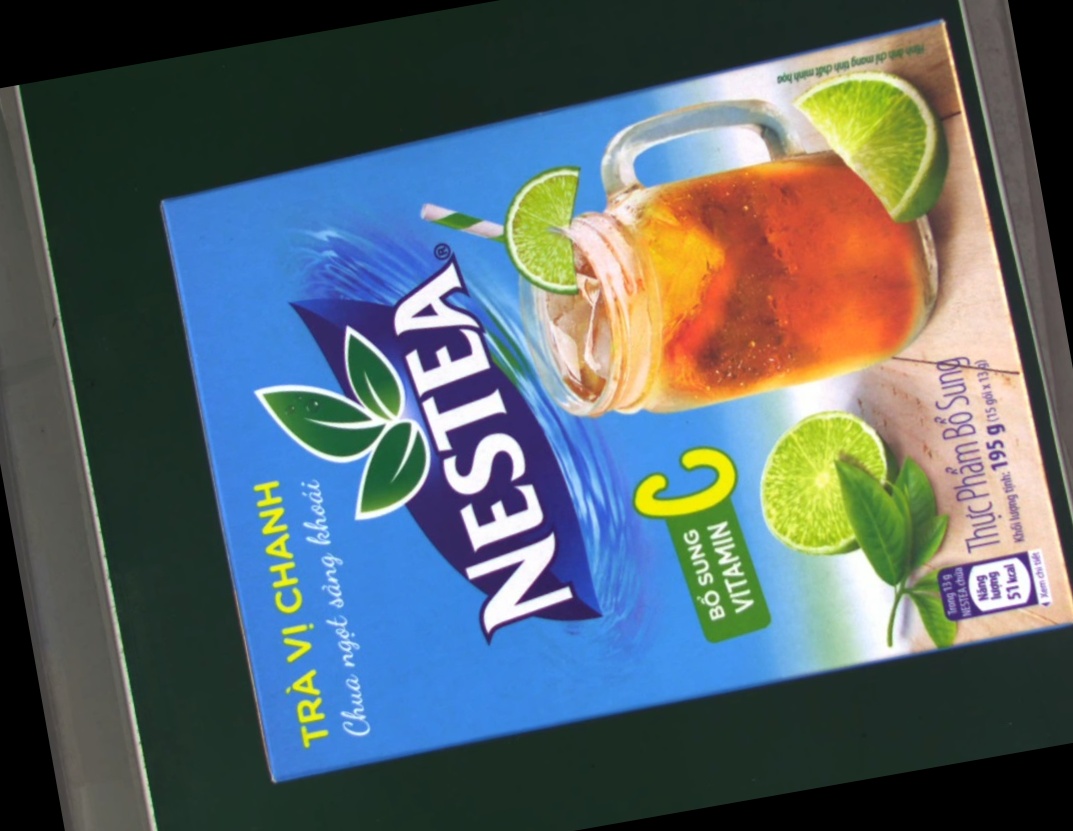 TRÀ VỊ CHANH
Chua ngọt sảng khoái
NESTEA®
BỔ SUNG
VITAMIN C
Trong 13 g
NESTEA chứa
Năng
lượng
51 kcal
Xem chi tiết
Thực Phẩm Bổ Sung
Khối lượng tịnh: 195 g (15 gói x 13 g)
Hình ảnh chỉ mang tính chất minh họa